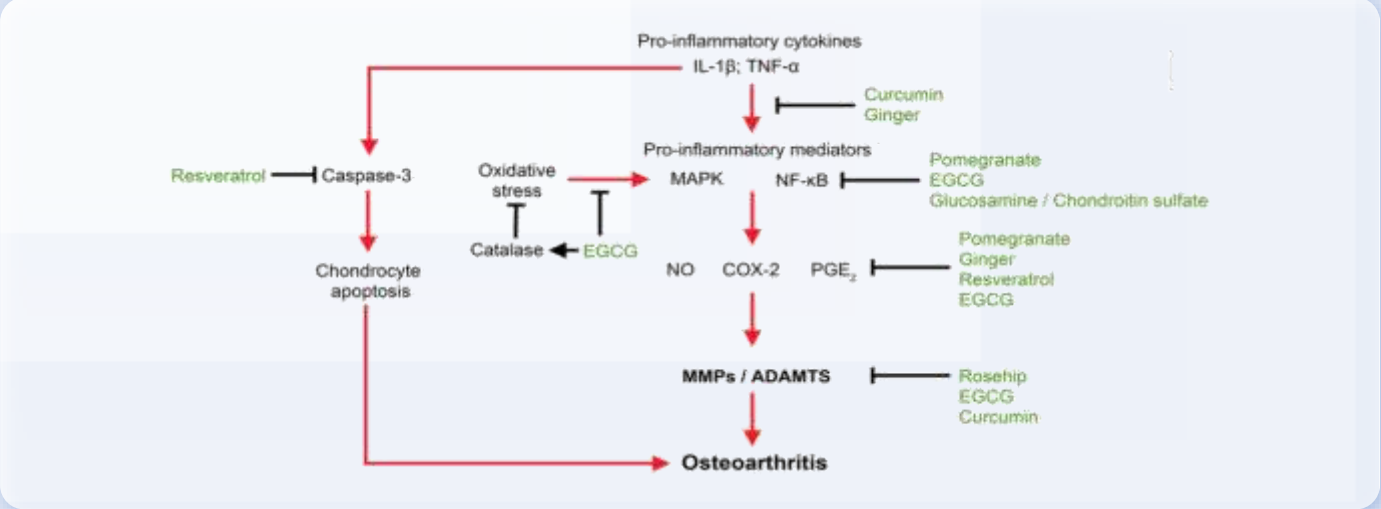 Pro-inflammatory cytokines
IL-1β; TNF-α
Curcumin
Ginger
Pro-inflammatory mediators
MAPK NF-κB
Pomegranate
EGCG
Glucosamine / Chondroitin sulfate
Resveratrol
Caspase-3
Oxidative
stress
Catalase
EGCG
Chondrocyte
apoptosis
NO COX-2 PGE₂
Pomegranate
Ginger
Resveratrol
EGCG
MMPs / ADAMTS
Rosehip
EGCG
Curcumin
Osteoarthritis